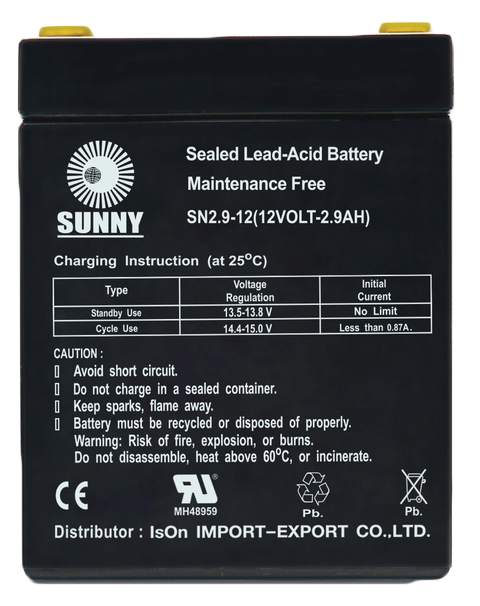 Sealed Lead-Acid Battery
Maintenance Free
SUNNY
SN2.9-12(12VOLT-2.9AH)
Charging Instruction (at 25°C)
Type Voltage Regulation Initial Current
Standby Use 13.5-13.8 V No Limit
Cycle Use 14.4-15.0 V Less than 0.87A.
CAUTION :
▯ Avoid short circuit.
▯ Do not charge in a sealed container.
▯ Keep sparks, flame away.
▯ Battery must be recycled or disposed of properly.
Warning: Risk of fire, explosion, or burns.
Do not disassemble, heat above 60°C, or incinerate.
CE RU® Pb. Pb.
MH48959
Distributor : IsOn IMPORT-EXPORT CO.,LTD.